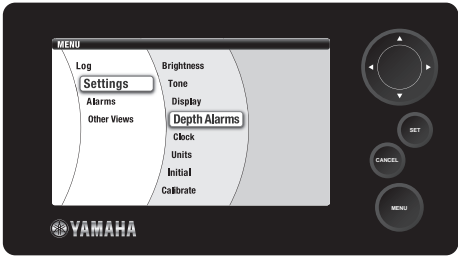 MENU
Log
Settings
Alarms
Other Views
Brightness
Tone
Display
Depth Alarms
Clock
Units
Initial
Calibrate
SET
CANCEL
MENU
YAMAHA